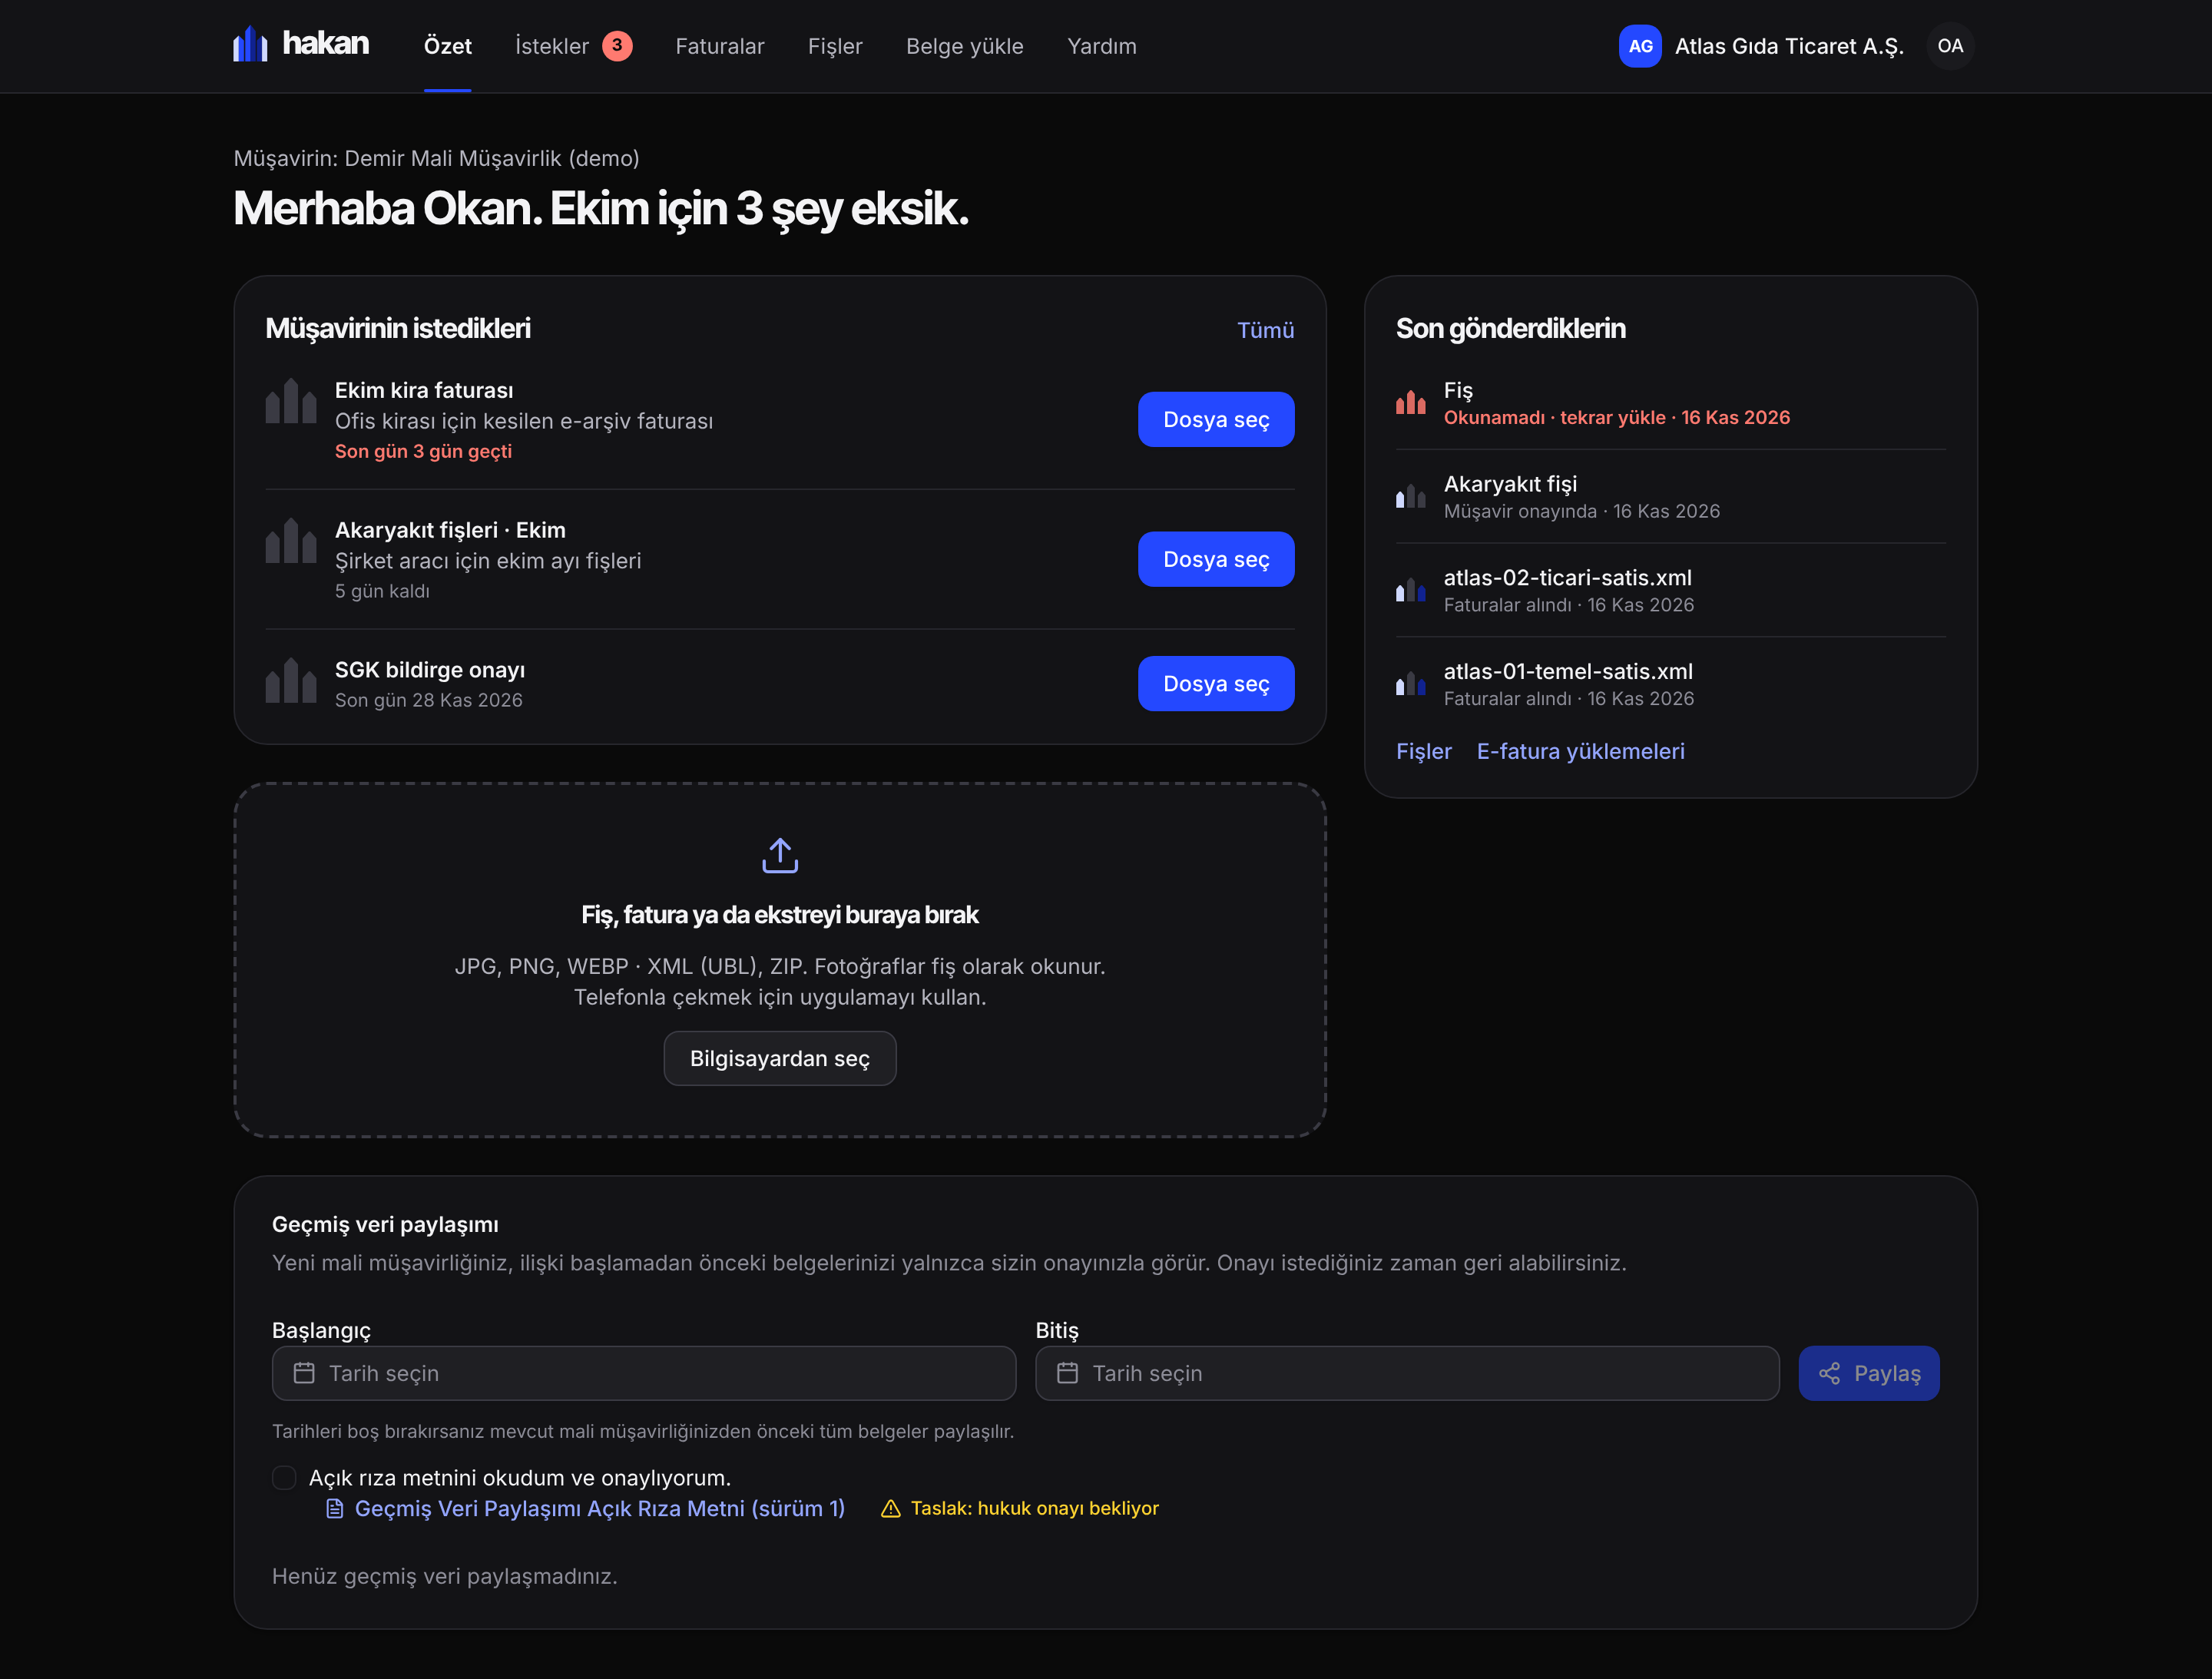 hakan
Özet
İstekler 3
Faturalar
Fişler
Belge yükle
Yardım
AG Atlas Gıda Ticaret A.Ş.
OA
Müşavirin: Demir Mali Müşavirlik (demo)
Merhaba Okan. Ekim için 3 şey eksik.
Müşavirinin istedikleri
Tümü
Ekim kira faturası
Ofis kirası için kesilen e-arşiv faturası
Son gün 3 gün geçti
Dosya seç
Akaryakıt fişleri · Ekim
Şirket aracı için ekim ayı fişleri
5 gün kaldı
Dosya seç
SGK bildirge onayı
Son gün 28 Kas 2026
Dosya seç
Son gönderdiklerin
Fiş
Okunamadı · tekrar yükle · 16 Kas 2026
Akaryakıt fişi
Müşavir onayında · 16 Kas 2026
atlas-02-ticari-satis.xml
Faturalar alındı · 16 Kas 2026
atlas-01-temel-satis.xml
Faturalar alındı · 16 Kas 2026
Fişler
E-fatura yüklemeleri
Fiş, fatura ya da ekstreyi buraya bırak
JPG, PNG, WEBP · XML (UBL), ZIP. Fotoğraflar fiş olarak okunur.
Telefonla çekmek için uygulamayı kullan.
Bilgisayardan seç
Geçmiş veri paylaşımı
Yeni mali müşavirliğiniz, ilişki başlamadan önceki belgelerinizi yalnızca sizin onayınızla görür. Onayı istediğiniz zaman geri alabilirsiniz.
Başlangıç
Tarih seçin
Bitiş
Tarih seçin
Paylaş
Tarihleri boş bırakırsanız mevcut mali müşavirliğinizden önceki tüm belgeler paylaşılır.
Açık rıza metnini okudum ve onaylıyorum.
Geçmiş Veri Paylaşımı Açık Rıza Metni (sürüm 1)
Taslak: hukuk onayı bekliyor
Henüz geçmiş veri paylaşmadınız.